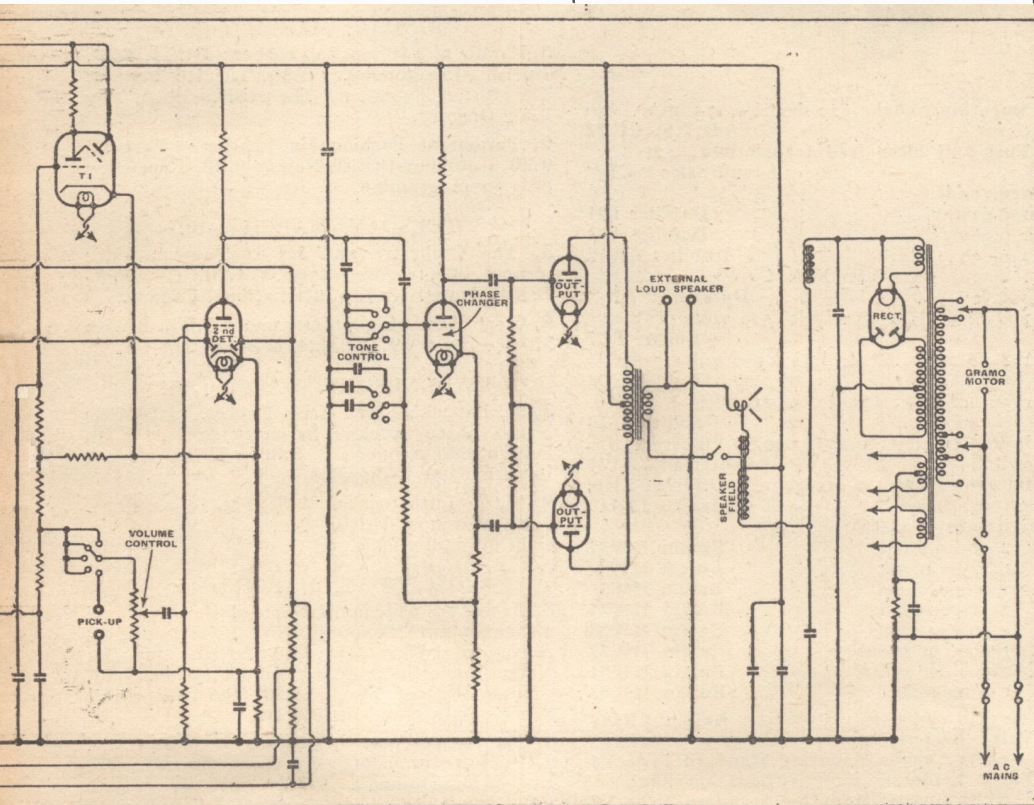 T I
2nd
DET.
TONE
CONTROL
PHASE
CHANGER
OUT-
PUT
EXTERNAL
LOUD SPEAKER
RECT.
GRAMO
MOTOR
OUT-
PUT
SPEAKER
FIELD
VOLUME
CONTROL
PICK-UP
A C
MAINS